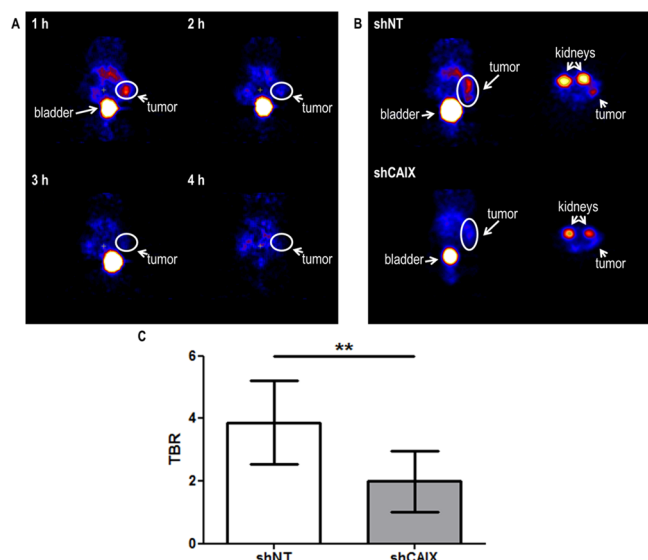 A
1 h
2 h
bladder
tumor
tumor
3 h
4 h
tumor
tumor
B
shNT
kidneys
tumor
bladder
tumor
shCAIX
kidneys
tumor
bladder
tumor
C
**
6
4
2
0
TBR
shNT
shCAIX